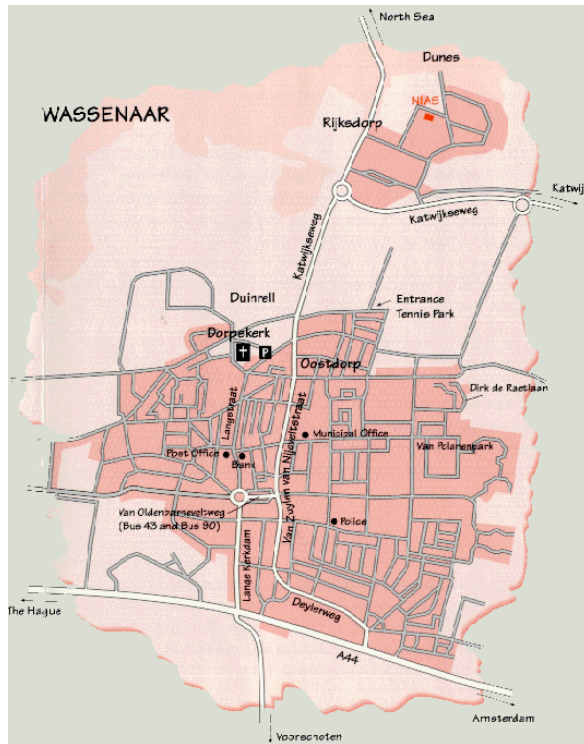 North Sea
Dunes
WASSENAAR
NIAS
Rijksdorp
Katwij
Katwijkseweg
Katwijkseweg
Duinrell
Entrance
Tennis Park
Dorpskerk
P
Oostdorp
Dirk de Raetlaan
Langstraat
Municipal Office
Van Zuylen van Nijeveltstraat
Van Polanenpark
Post Office
Bank
Van Oldenbarneveltweg
(Bus 43 and Bus 90)
Police
Lange Kerkdam
The Hague
Deylerweg
A44
Amsterdam
Voorschoten